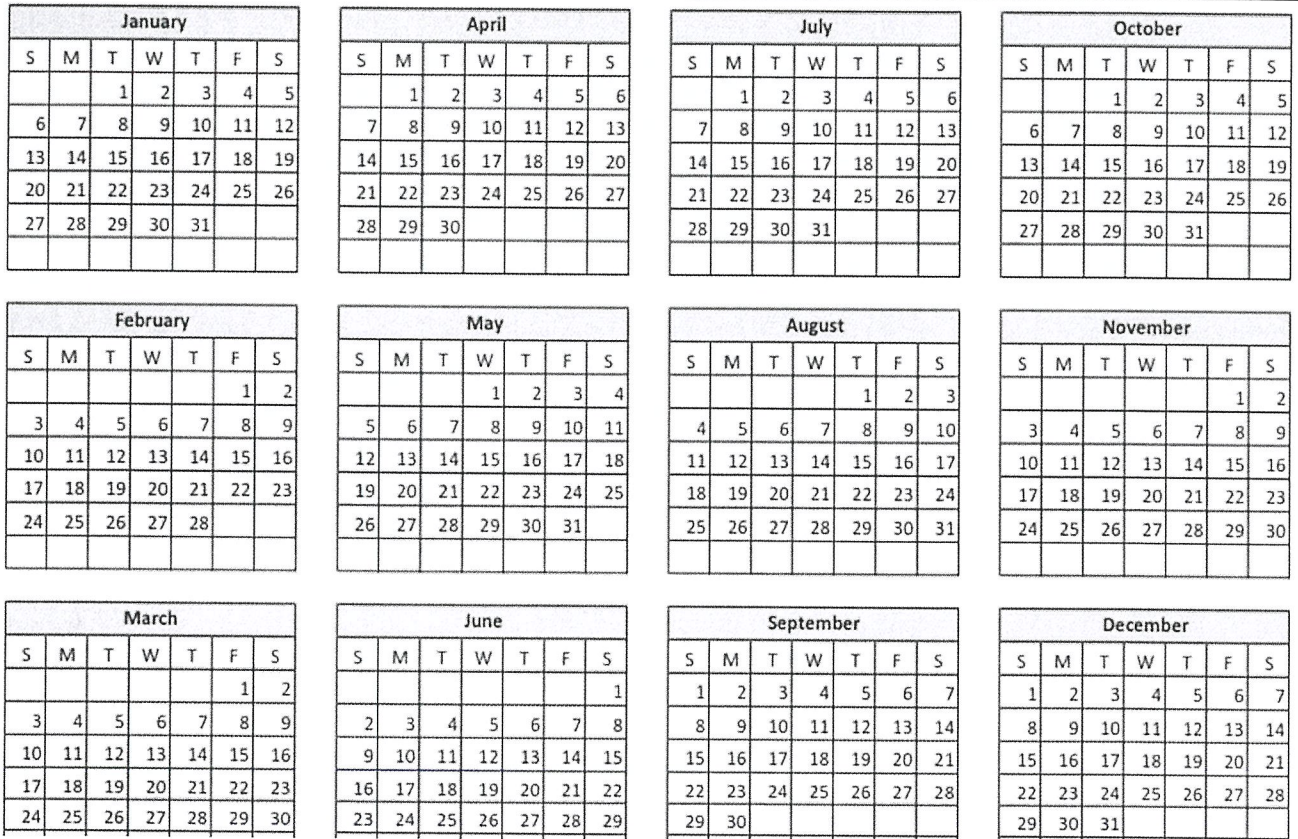 January
S M T W T F S
1 2 3 4 5
6 7 8 9 10 11 12
13 14 15 16 17 18 19
20 21 22 23 24 25 26
27 28 29 30 31
February
S M T W T F S
1 2
3 4 5 6 7 8 9
10 11 12 13 14 15 16
17 18 19 20 21 22 23
24 25 26 27 28
March
S M T W T F S
1 2
3 4 5 6 7 8 9
10 11 12 13 14 15 16
17 18 19 20 21 22 23
24 25 26 27 28 29 30
April
S M T W T F S
1 2 3 4 5 6
7 8 9 10 11 12 13
14 15 16 17 18 19 20
21 22 23 24 25 26 27
28 29 30
May
S M T W T F S
1 2 3 4
5 6 7 8 9 10 11
12 13 14 15 16 17 18
19 20 21 22 23 24 25
26 27 28 29 30 31
June
S M T W T F S
1
2 3 4 5 6 7 8
9 10 11 12 13 14 15
16 17 18 19 20 21 22
23 24 25 26 27 28 29
July
S M T W T F S
1 2 3 4 5 6
7 8 9 10 11 12 13
14 15 16 17 18 19 20
21 22 23 24 25 26 27
28 29 30 31
August
S M T W T F S
1 2 3
4 5 6 7 8 9 10
11 12 13 14 15 16 17
18 19 20 21 22 23 24
25 26 27 28 29 30 31
September
S M T W T F S
1 2 3 4 5 6 7
8 9 10 11 12 13 14
15 16 17 18 19 20 21
22 23 24 25 26 27 28
29 30
October
S M T W T F S
1 2 3 4 5
6 7 8 9 10 11 12
13 14 15 16 17 18 19
20 21 22 23 24 25 26
27 28 29 30 31
November
S M T W T F S
1 2
3 4 5 6 7 8 9
10 11 12 13 14 15 16
17 18 19 20 21 22 23
24 25 26 27 28 29 30
December
S M T W T F S
1 2 3 4 5 6 7
8 9 10 11 12 13 14
15 16 17 18 19 20 21
22 23 24 25 26 27 28
29 30 31